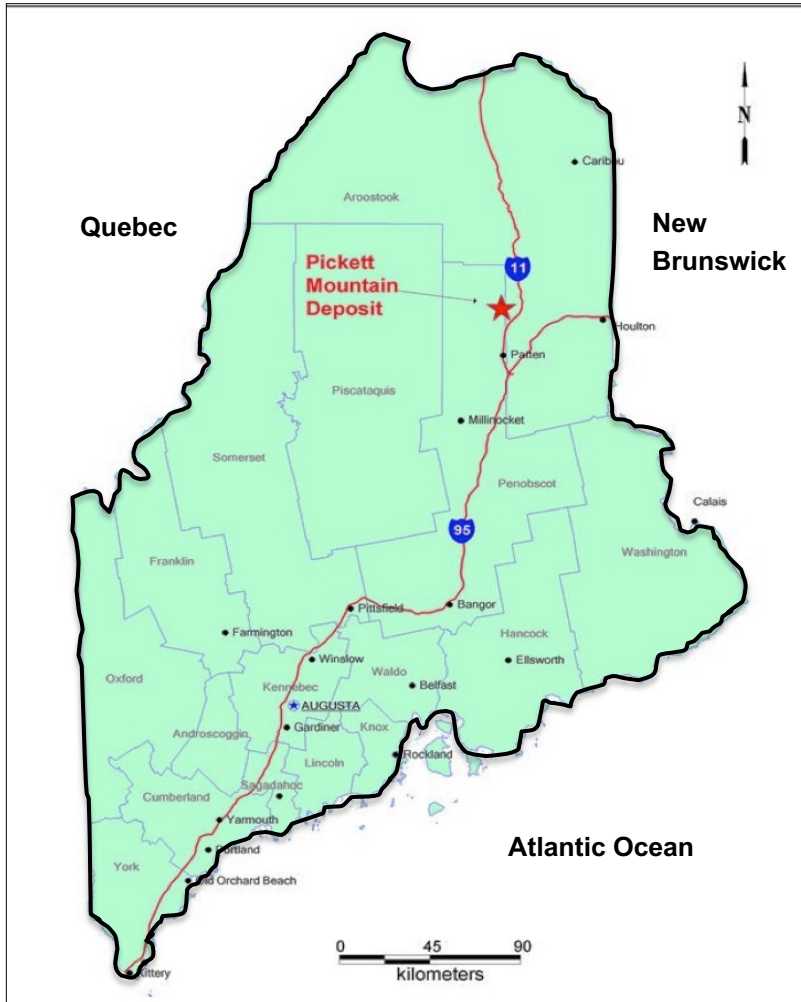 N
Caribou
Aroostook
Quebec
New
Brunswick
Pickett
Mountain
Deposit
11
Houlton
Patten
Piscataquis
Millinocket
Somerset
Penobscot
Calais
95
Washington
Franklin
Pittsfield
Bangor
Farmington
Hancock
Winslow
Waldo
Ellsworth
Oxford
Kennebec
Belfast
AUGUSTA
Gardiner
Knox
Androscoggin
Rockland
Lincoln
Sagadahoc
Cumberland
Yarmouth
Portland
Atlantic Ocean
York
Old Orchard Beach
0 45 90
kilometers
Kittery